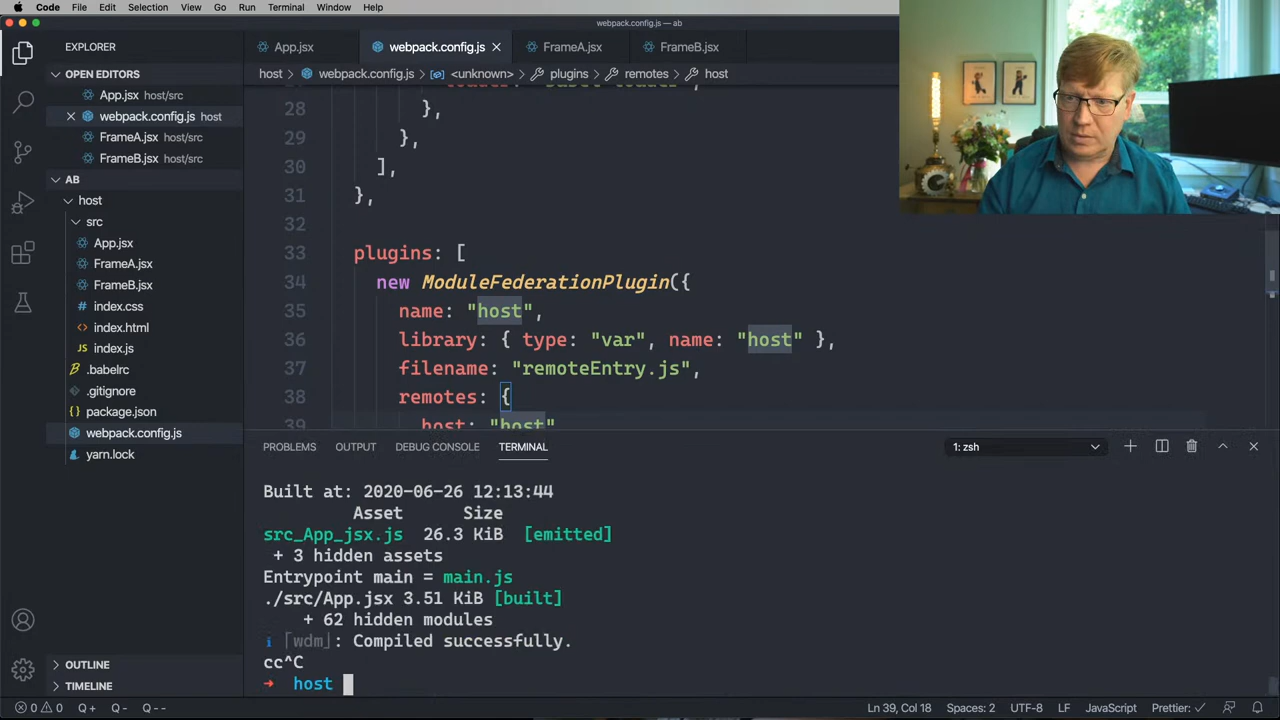 Code File Edit Selection View Go Run Terminal Window Help
webpack.config.js — ab
EXPLORER
App.jsx
webpack.config.js
FrameA.jsx
FrameB.jsx
host > webpack.config.js > <unknown> > plugins > remotes > host
OPEN EDITORS
App.jsx host/src
webpack.config.js host
FrameA.jsx host/src
FrameB.jsx host/src
AB
host
src
App.jsx
FrameA.jsx
FrameB.jsx
index.css
index.html
index.js
.babelrc
.gitignore
package.json
webpack.config.js
yarn.lock
OUTLINE
TIMELINE
28 },
29 },
30 ],
31 },
32
33 plugins: [
34 new ModuleFederationPlugin({
35 name: "host",
36 library: { type: "var", name: "host" },
37 filename: "remoteEntry.js",
38 remotes: {
39 host: "host"
PROBLEMS OUTPUT DEBUG CONSOLE TERMINAL
1: zsh
Built at: 2020-06-26 12:13:44
Asset Size
src_App_jsx.js 26.3 KiB [emitted]
+ 3 hidden assets
Entrypoint main = main.js
./src/App.jsx 3.51 KiB [built]
+ 62 hidden modules
i ｢wdm｣: Compiled successfully.
cc^C
➜ host
0 0 Q+ Q- Q-- Ln 39, Col 18 Spaces: 2 UTF-8 LF JavaScript Prettier: ✓